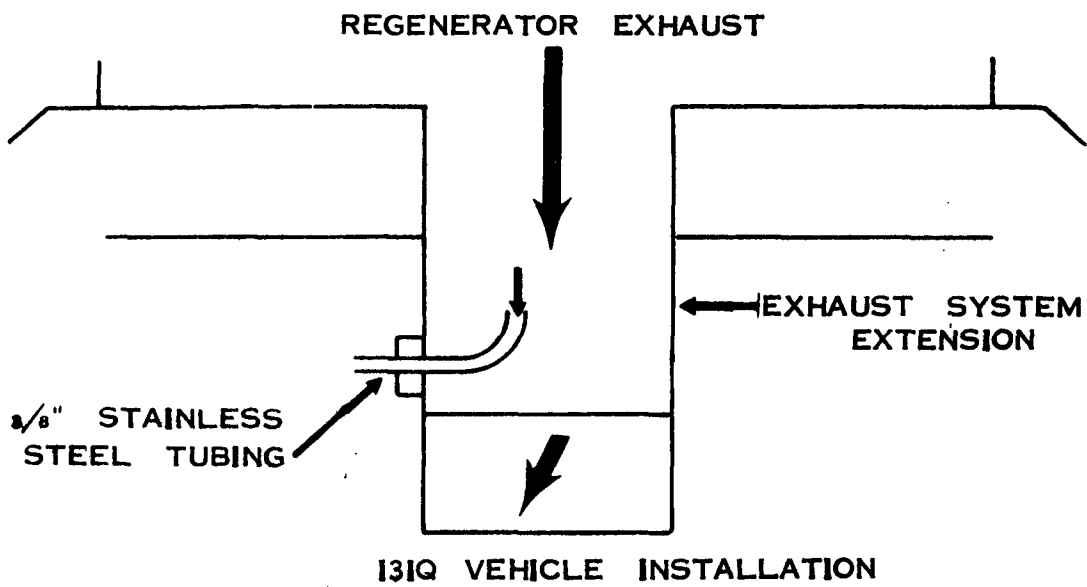 REGENERATOR EXHAUST
EXHAUST SYSTEM
EXTENSION
3/8" STAINLESS
STEEL TUBING
131Q VEHICLE INSTALLATION